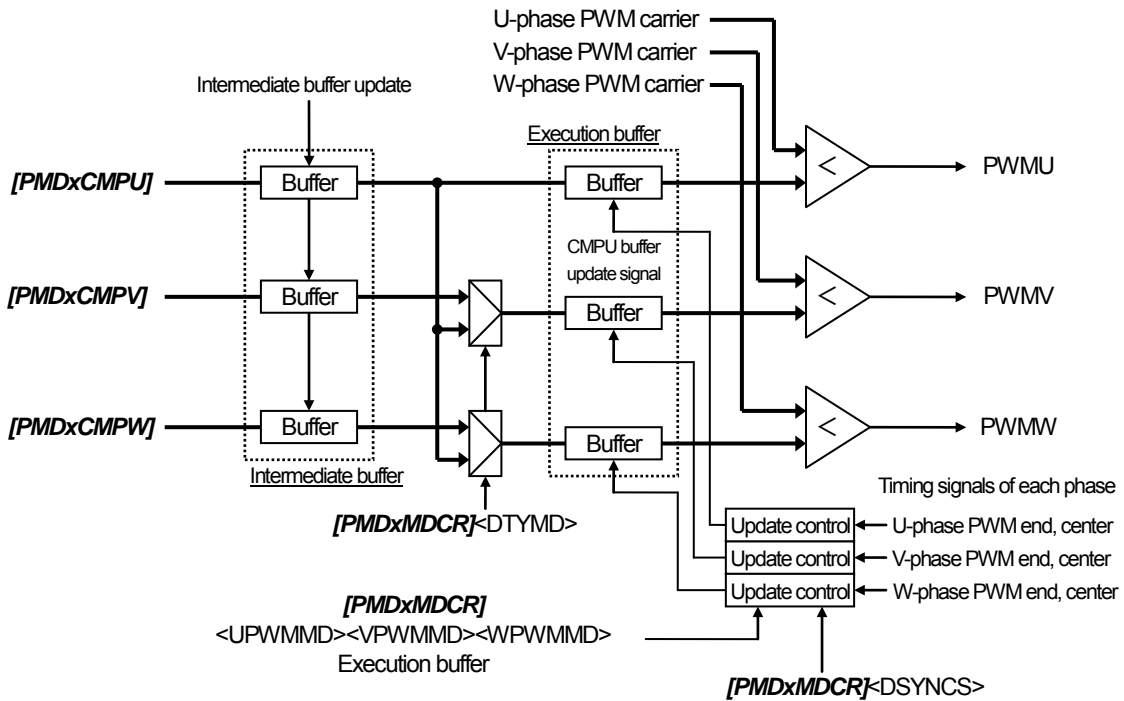 U-phase PWM carrier
V-phase PWM carrier
W-phase PWM carrier
Intermediate buffer update
Execution buffer
[PMDxCMPU]
Buffer
Buffer
<
PWMU
CMPU buffer
update signal
[PMDxCMPV]
Buffer
Buffer
<
PWMV
[PMDxCMPW]
Buffer
Buffer
<
PWMW
Intermediate buffer
Timing signals of each phase
[PMDxMDCR]<DTYMD>
Update control
U-phase PWM end, center
Update control
V-phase PWM end, center
Update control
W-phase PWM end, center
[PMDxMDCR]
<UPWMMD><VPWMMD><WPWMMD>
Execution buffer
[PMDxMDCR]<DSYNCS>